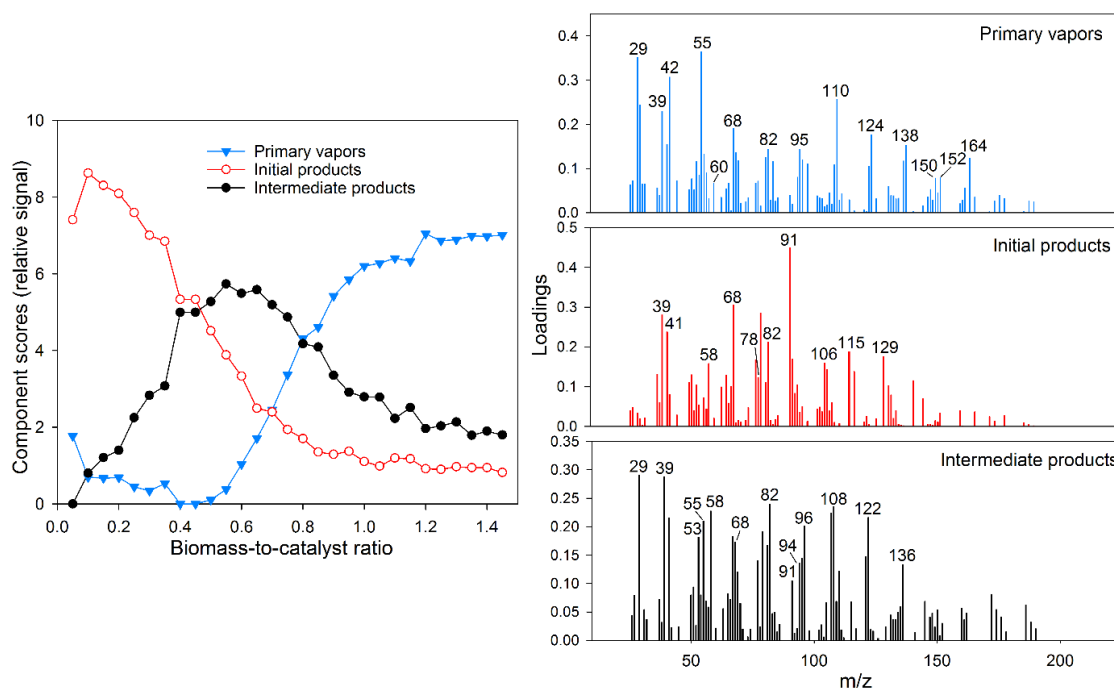 Component scores (relative signal)
10
8
6
4
2
0
Primary vapors
Initial products
Intermediate products
0.0 0.2 0.4 0.6 0.8 1.0 1.2 1.4
Biomass-to-catalyst ratio
Loadings
Primary vapors
0.4
0.3
0.2
0.1
0.0
29 39 42 55 60 68 82 95 110 124 138 150 152 164
Initial products
0.5
0.4
0.3
0.2
0.1
0.0
39 41 58 68 78 82 91 106 115 129
Intermediate products
0.35
0.30
0.25
0.20
0.15
0.10
0.05
0.00
29 39 53 55 58 68 82 91 94 96 108 122 136
50 100 150 200
m/z